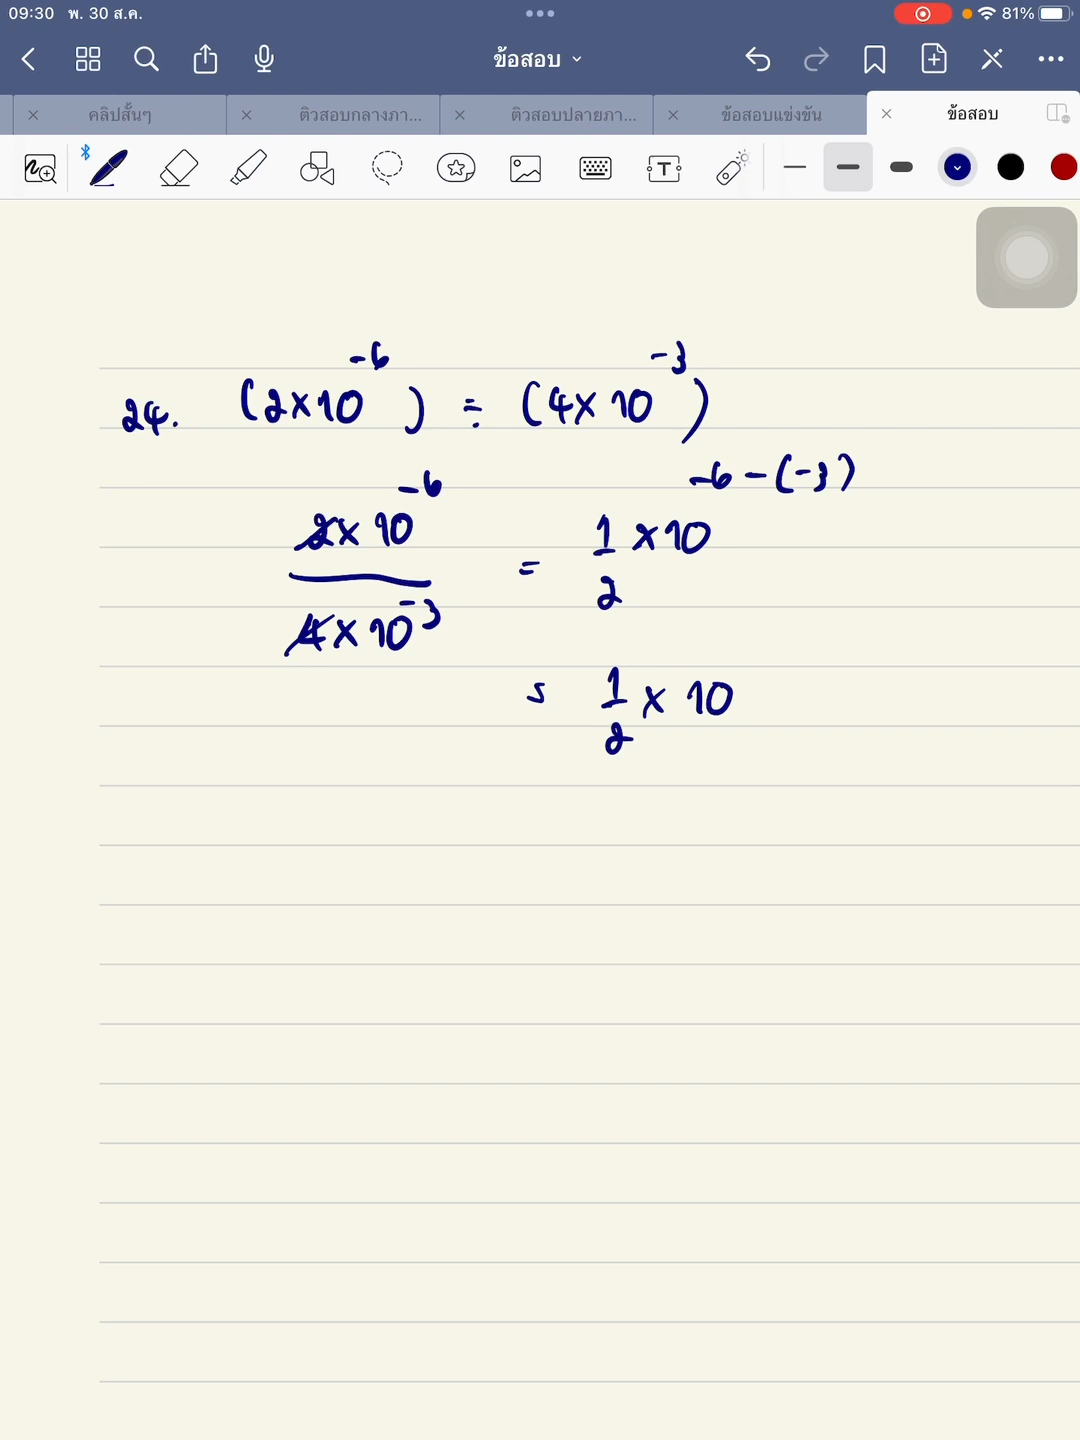 09:30 พ. 30 ส.ค. 81%
ข้อสอบ
คลิปสั้นๆ ติวสอบกลางภา... ติวสอบปลายภา... ข้อสอบแข่งขัน ข้อสอบ
T
24. (2×10⁻⁶) ÷ (4×10⁻³)
2×10⁻⁶ / 4×10⁻³ = 1/2 ×10⁻⁶⁻⁽⁻³⁾
= 1/2 × 10